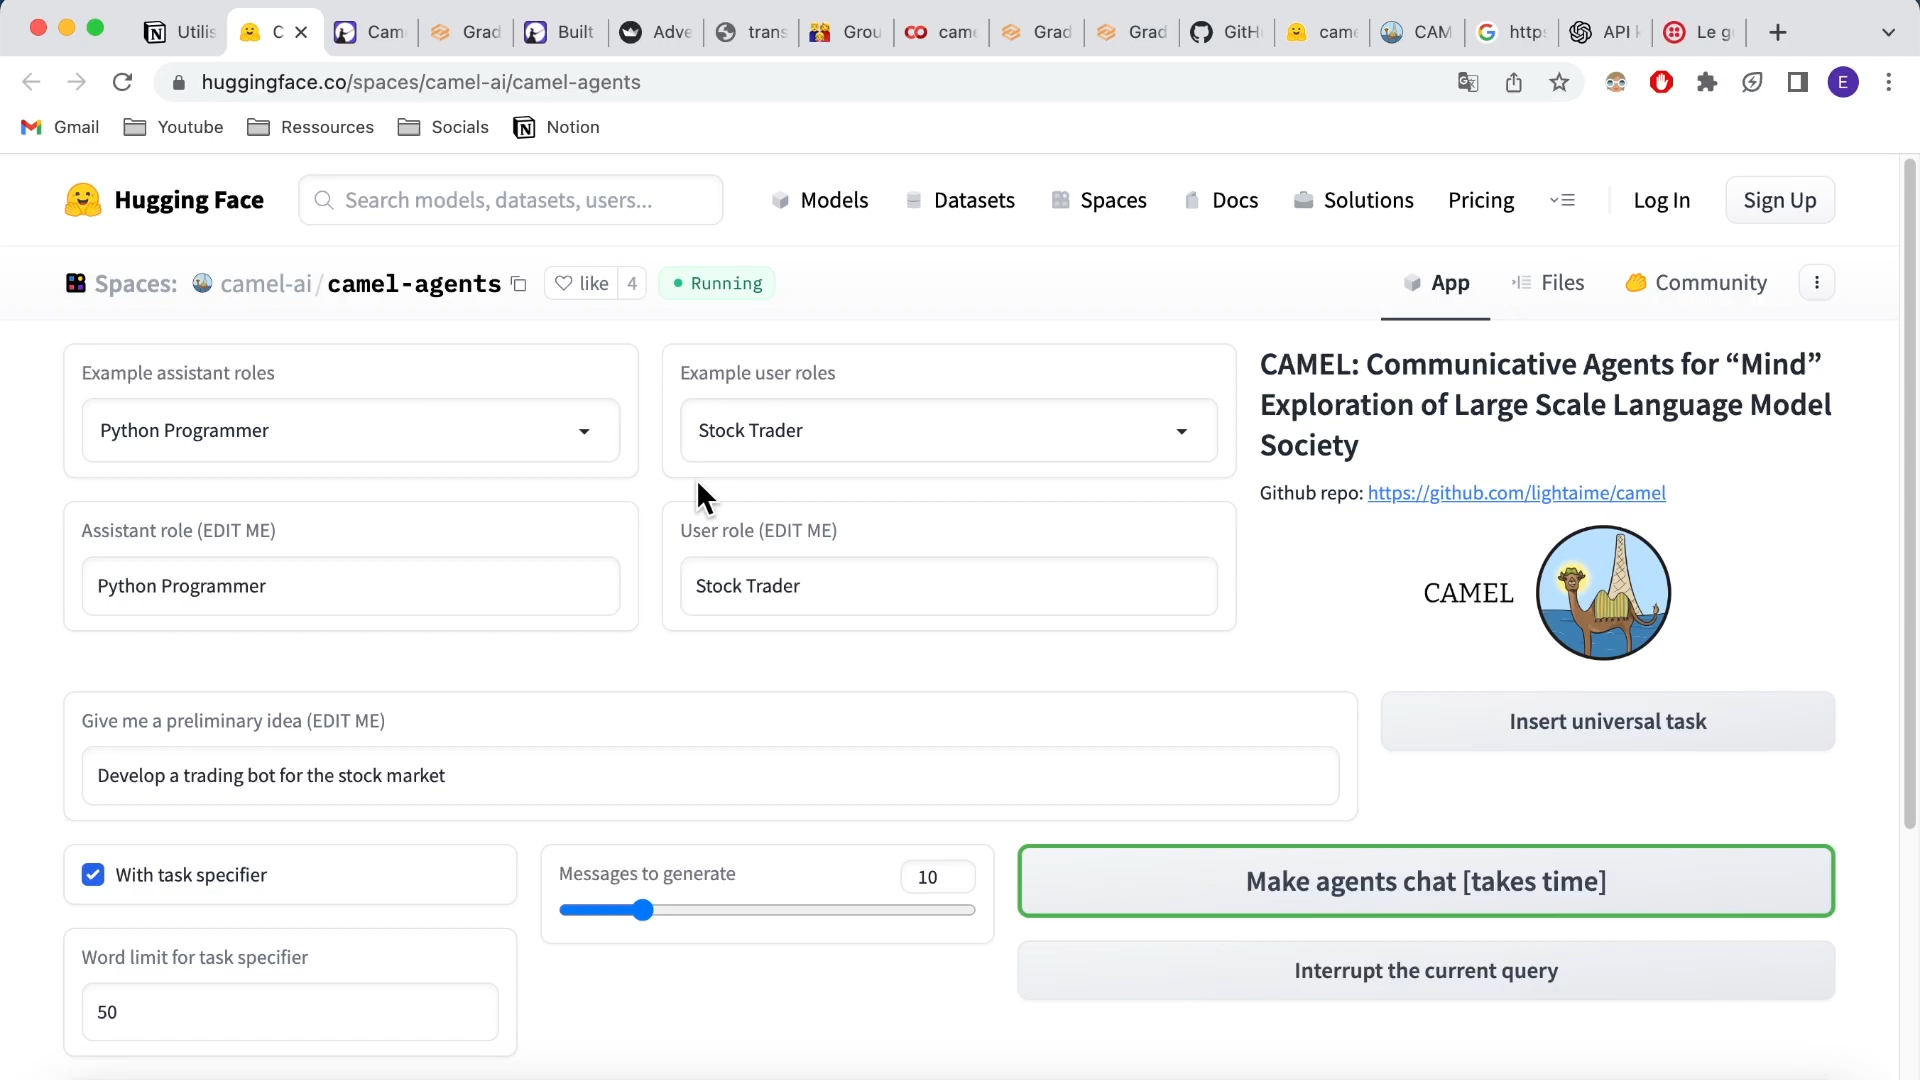 Utilis
C
Cam
Grad
Built
Adve
trans
Grou
came
Grad
Grad
GitH
came
CAM
http
API
Le g
huggingface.co/spaces/camel-ai/camel-agents
E
Gmail
Youtube
Ressources
Socials
Notion
Hugging Face
Search models, datasets, users...
Models
Datasets
Spaces
Docs
Solutions
Pricing
Log In
Sign Up
Spaces:
camel-ai/camel-agents
like
4
Running
App
Files
Community
Example assistant roles
Python Programmer
Example user roles
Stock Trader
CAMEL: Communicative Agents for “Mind”
Exploration of Large Scale Language Model
Society
Github repo: https://github.com/lightaime/camel
Assistant role (EDIT ME)
Python Programmer
User role (EDIT ME)
Stock Trader
CAMEL
Give me a preliminary idea (EDIT ME)
Develop a trading bot for the stock market
Insert universal task
With task specifier
Messages to generate
10
Make agents chat [takes time]
Word limit for task specifier
50
Interrupt the current query